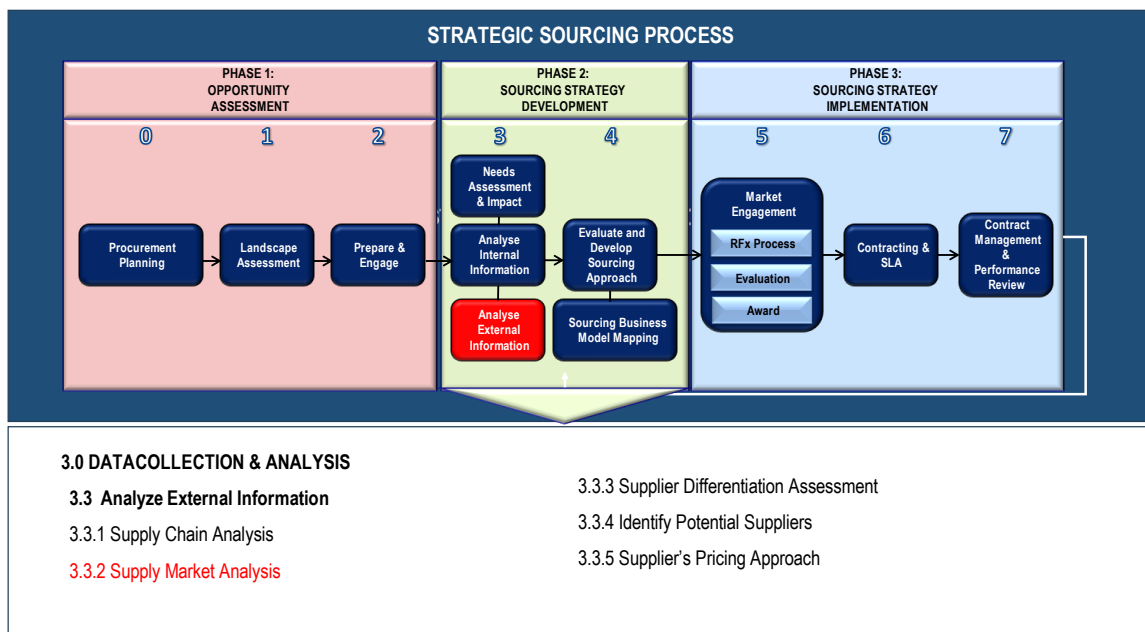 STRATEGIC SOURCING PROCESS
PHASE 1:
OPPORTUNITY
ASSESSMENT
PHASE 2:
SOURCING STRATEGY
DEVELOPMENT
PHASE 3:
SOURCING STRATEGY
IMPLEMENTATION
0
1
2
3
4
5
6
7
Procurement
Planning
Landscape
Assessment
Prepare &
Engage
Needs
Assessment
& Impact
Analyse
Internal
Information
Analyse
External
Information
Evaluate and
Develop
Sourcing
Approach
Sourcing Business
Model Mapping
Market
Engagement
RFx Process
Evaluation
Award
Contracting &
SLA
Contract
Management
&
Performance
Review
3.0 DATACOLLECTION & ANALYSIS
3.3 Analyze External Information
3.3.1 Supply Chain Analysis
3.3.2 Supply Market Analysis
3.3.3 Supplier Differentiation Assessment
3.3.4 Identify Potential Suppliers
3.3.5 Supplier's Pricing Approach